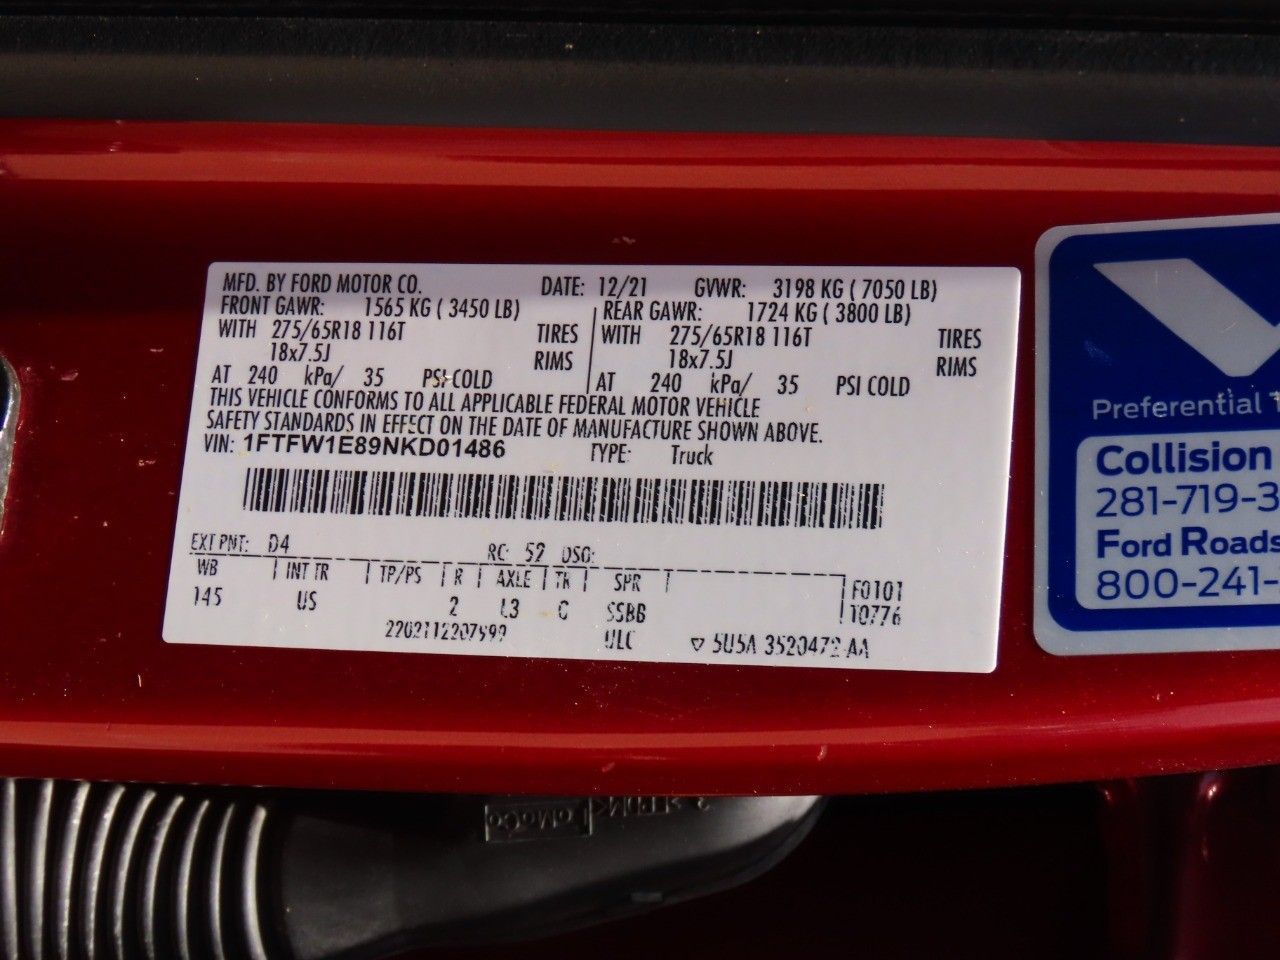 MFD. BY FORD MOTOR CO. DATE: 12/21 GVWR: 3198 KG ( 7050 LB)
FRONT GAWR: 1565 KG ( 3450 LB) REAR GAWR: 1724 KG ( 3800 LB)
WITH 275/65R18 116T TIRES WITH 275/65R18 116T TIRES
18x7.5J RIMS 18x7.5J RIMS
AT 240 kPa/ 35 PSI COLD AT 240 kPa/ 35 PSI COLD
THIS VEHICLE CONFORMS TO ALL APPLICABLE FEDERAL MOTOR VEHICLE
SAFETY STANDARDS IN EFFECT ON THE DATE OF MANUFACTURE SHOWN ABOVE.
VIN: 1FTFW1E89NKD01486 TYPE: Truck
EXT PNT: D4 RC: 52 DSO:
WB INT TR TP/PS R AXLE TR SPR F0101
145 US 2 L3 C SSBB 10776
ULC ▽ 5U5A 3520472 AA
Preferential
Collision
281-719-3
Ford Roads
800-241-
FoMoCo